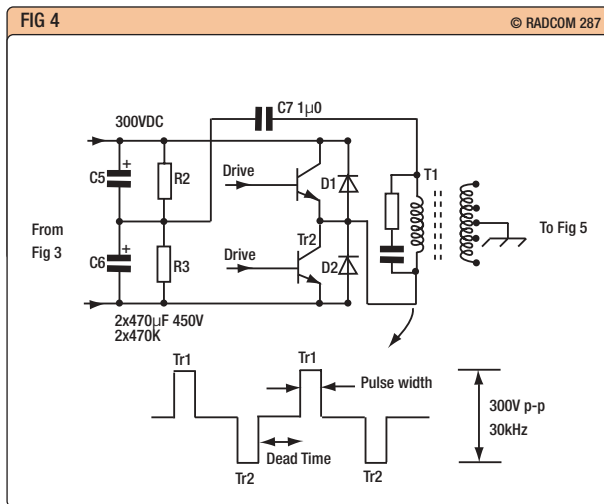 FIG 4
© RADCOM 287
C7 1µ0
300VDC
C5
+
R2
Drive
D1
T1
From
Fig 3
To Fig 5
C6
+
R3
Tr2
Drive
D2
2x470µF 450V
2x470K
Tr1
Tr1
Pulse width
300V p-p
30kHz
Dead Time
Tr2
Tr2